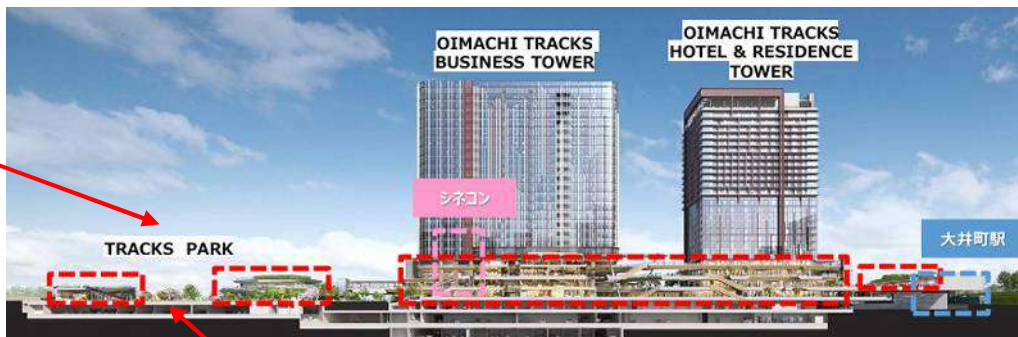 OIMACHI TRACKS
BUSINESS TOWER
OIMACHI TRACKS
HOTEL & RESIDENCE
TOWER
シネコン
大井町駅
TRACKS PARK